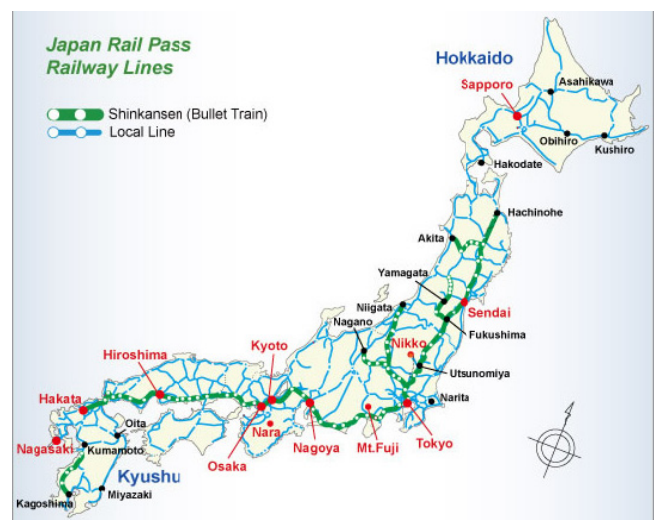 Japan Rail Pass
Railway Lines
Shinkansen (Bullet Train)
Local Line
Hokkaido
Sapporo
Asahikawa
Obihiro
Kushiro
Hakodate
Hachinohe
Akita
Yamagata
Niigata
Sendai
Nagano
Fukushima
Nikko
Kyoto
Hiroshima
Utsunomiya
Hakata
Narita
Oita
Nara
Nagasaki
Nagoya
Mt.Fuji
Tokyo
Kumamoto
Osaka
Kyushu
Kagoshima
Miyazaki